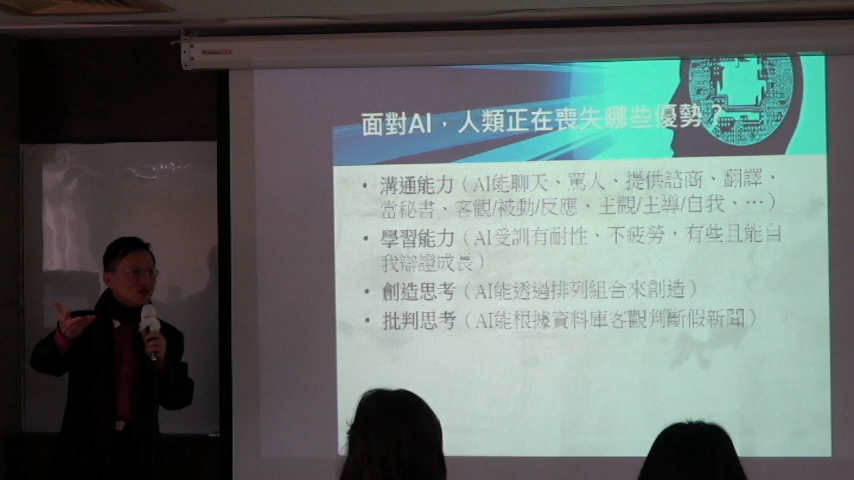 面對AI，人類正在喪失哪些優勢？
• 溝通能力（AI能聊天、罵人、提供諮商、翻譯、
當秘書、客觀/被動/反應、主觀/主導/自我、…）
• 學習能力（AI受訓有耐性、不疲勞，有些且能自
我辯證成長）
• 創造思考（AI能透過排列組合來創造）
• 批判思考（AI能根據資料庫客觀判斷假新聞）